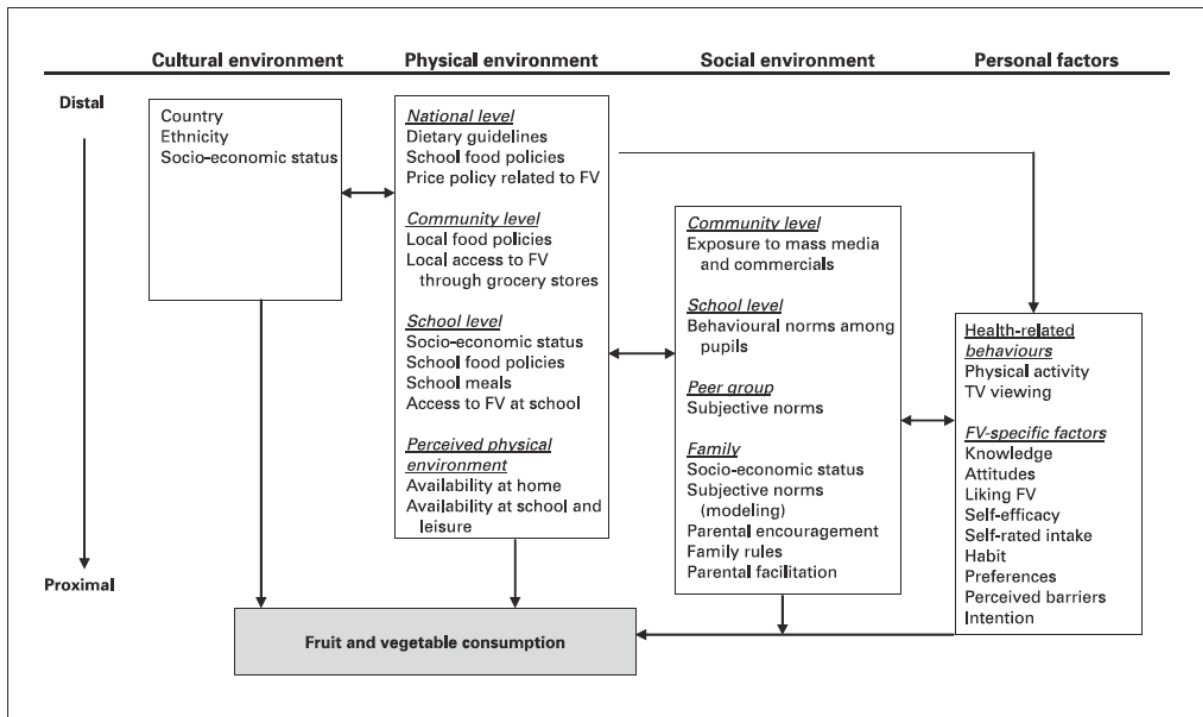 Cultural environment
Physical environment
Social environment
Personal factors
Distal
Proximal
Country
Ethnicity
Socio-economic status
National level
Dietary guidelines
School food policies
Price policy related to FV
Community level
Local food policies
Local access to FV
through grocery stores
School level
Socio-economic status
School food policies
School meals
Access to FV at school
Perceived physical
environment
Availability at home
Availability at school and
leisure
Community level
Exposure to mass media
and commercials
School level
Behavioural norms among
pupils
Peer group
Subjective norms
Family
Socio-economic status
Subjective norms
(modeling)
Parental encouragement
Family rules
Parental facilitation
Health-related
behaviours
Physical activity
TV viewing
FV-specific factors
Knowledge
Attitudes
Liking FV
Self-efficacy
Self-rated intake
Habit
Preferences
Perceived barriers
Intention
Fruit and vegetable consumption